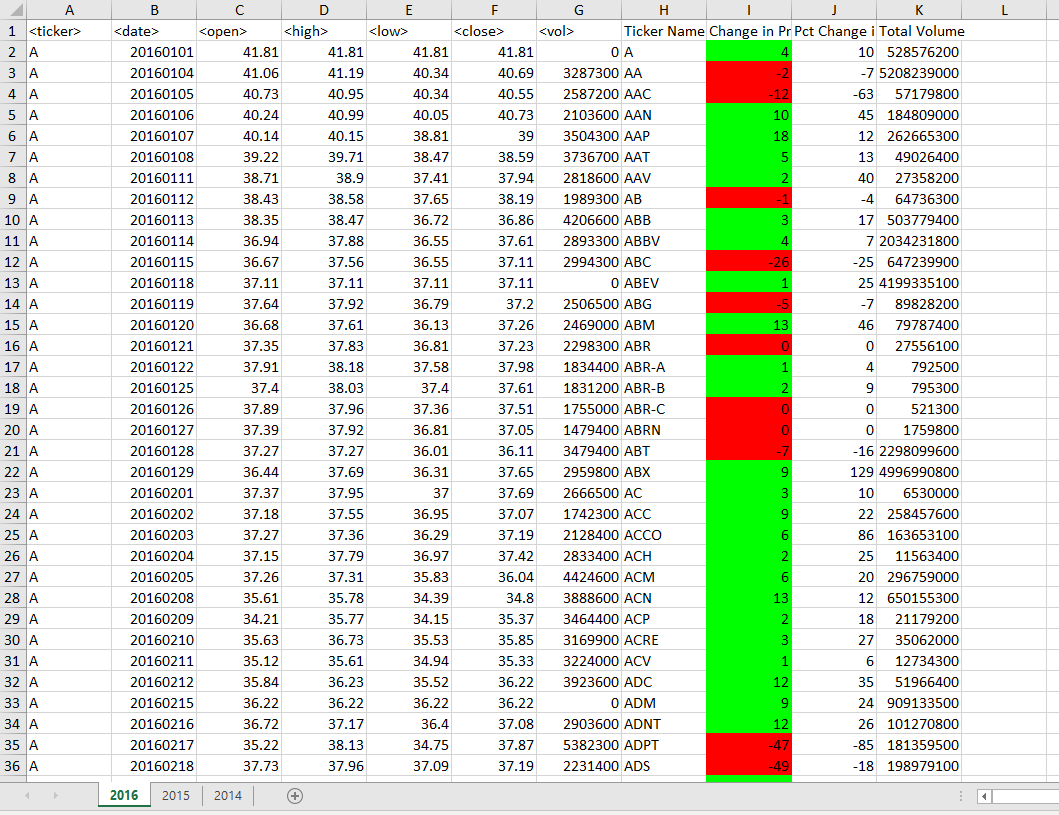 A B C D E F G H I J K L
1 <ticker> <date> <open> <high> <low> <close> <vol> Ticker Name Change in Pr Pct Change i Total Volume
2 A 20160101 41.81 41.81 41.81 41.81 0 A 4 10 528576200
3 A 20160104 41.06 41.19 40.34 40.69 3287300 AA -2 -7 5208239000
4 A 20160105 40.73 40.95 40.34 40.55 2587200 AAC -12 -63 57179800
5 A 20160106 40.24 40.99 40.05 40.73 2103600 AAN 10 45 184809000
6 A 20160107 40.14 40.15 38.81 39 3504300 AAP 18 12 262665300
7 A 20160108 39.22 39.71 38.47 38.59 3736700 AAT 5 13 49026400
8 A 20160111 38.71 38.9 37.41 37.94 2818600 AAV 2 40 27358200
9 A 20160112 38.43 38.58 37.65 38.19 1989300 AB -1 -4 64736300
10 A 20160113 38.35 38.47 36.72 36.86 4206600 ABB 3 17 503779400
11 A 20160114 36.94 37.88 36.55 37.61 2893300 ABBV 4 7 2034231800
12 A 20160115 36.67 37.56 36.55 37.11 2994300 ABC -26 -25 647239900
13 A 20160118 37.11 37.11 37.11 37.11 0 ABEV 1 25 4199335100
14 A 20160119 37.64 37.92 36.79 37.2 2506500 ABG -5 -7 89828200
15 A 20160120 36.68 37.61 36.13 37.26 2469000 ABM 13 46 79787400
16 A 20160121 37.35 37.83 36.81 37.23 2298300 ABR 0 0 27556100
17 A 20160122 37.91 38.18 37.58 37.98 1834400 ABR-A 1 4 792500
18 A 20160125 37.4 38.03 37.4 37.61 1831200 ABR-B 2 9 795300
19 A 20160126 37.89 37.96 37.36 37.51 1755000 ABR-C 0 0 521300
20 A 20160127 37.39 37.92 36.81 37.05 1479400 ABRN 0 0 1759800
21 A 20160128 37.27 37.27 36.01 36.11 3479400 ABT -7 -16 2298099600
22 A 20160129 36.44 37.69 36.31 37.65 2959800 ABX 9 129 4996990800
23 A 20160201 37.37 37.95 37 37.69 2666500 AC 3 10 6530000
24 A 20160202 37.18 37.55 36.95 37.07 1742300 ACC 9 22 258457600
25 A 20160203 37.27 37.36 36.29 37.19 2128400 ACCO 6 86 163653100
26 A 20160204 37.15 37.79 36.97 37.42 2833400 ACH 2 25 11563400
27 A 20160205 37.26 37.31 35.83 36.04 4424600 ACM 6 20 296759000
28 A 20160208 35.61 35.78 34.39 34.8 3888600 ACN 13 12 650155300
29 A 20160209 34.21 35.77 34.15 35.37 3464400 ACP 2 18 21179200
30 A 20160210 35.63 36.73 35.53 35.85 3169900 ACRE 3 27 35062000
31 A 20160211 35.12 35.61 34.94 35.33 3224000 ACV 1 6 12734300
32 A 20160212 35.84 36.23 35.52 36.22 3923600 ADC 12 35 51966400
33 A 20160215 36.22 36.22 36.22 36.22 0 ADM 9 24 909133500
34 A 20160216 36.72 37.17 36.4 37.08 2903600 ADNT 12 26 101270800
35 A 20160217 35.22 38.13 34.75 37.87 5382300 ADPT -47 -85 181359500
36 A 20160218 37.73 37.96 37.09 37.19 2231400 ADS -49 -18 198979100
2016 2015 2014